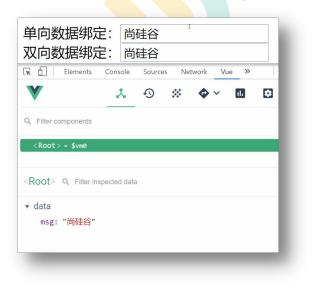 单向数据绑定：尚硅谷
双向数据绑定：尚硅谷
Elements Console Sources Network Vue »
Filter components
<Root> = $vm0
<Root> Filter inspected data
data
msg: "尚硅谷"